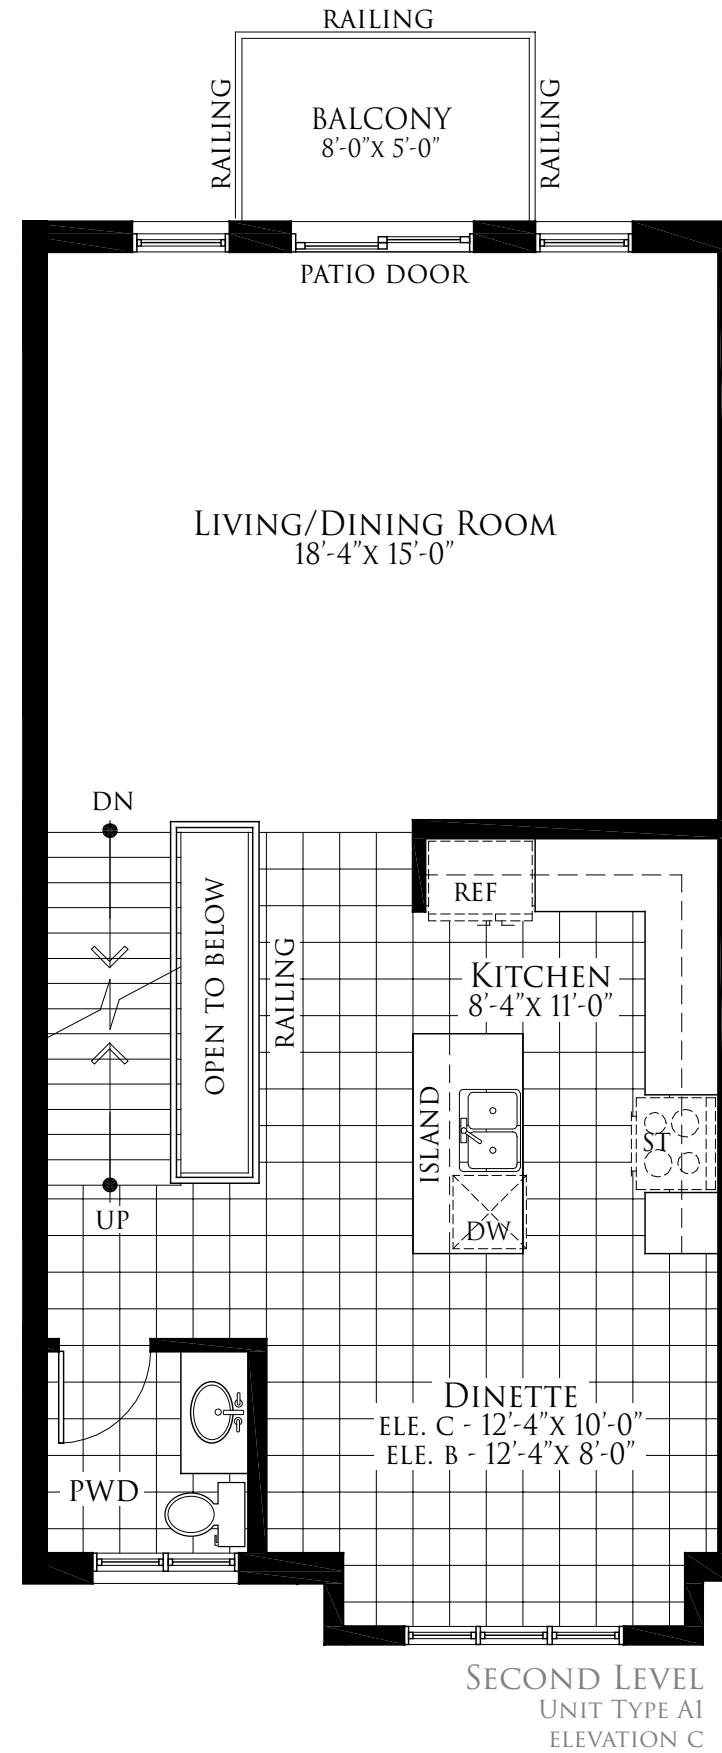 RAILING
RAILING
BALCONY
8'-0"X 5'-0"
RAILING
PATIO DOOR
LIVING/DINING ROOM
18'-4"X 15'-0"
DN
OPEN TO BELOW
RAILING
REF
KITCHEN
8'-4"X 11'-0"
ISLAND
ST
UP
DW
DINETTE
ELE. C - 12'-4"X 10'-0"
ELE. B - 12'-4"X 8'-0"
PWD
SECOND LEVEL
UNIT TYPE A1
ELEVATION C